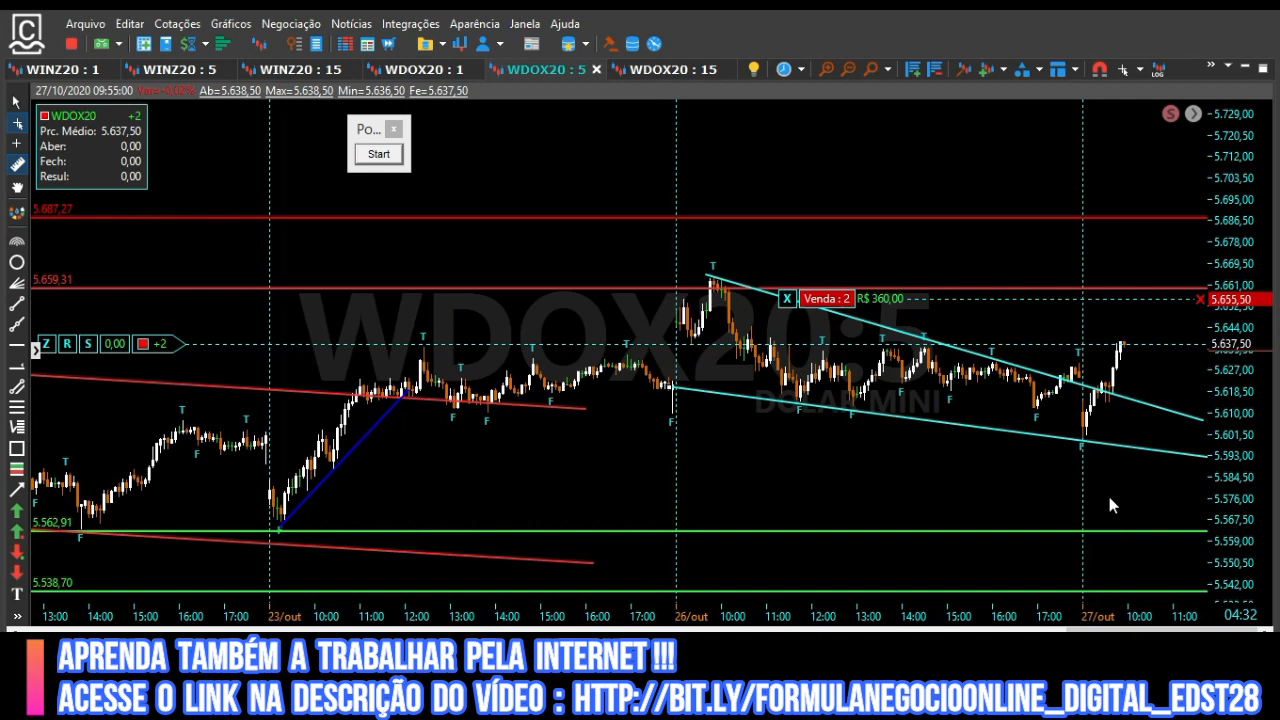 Arquivo Editar Cotações Gráficos Negociação Notícias Integrações Aparência Janela Ajuda
LOG
WINZ20 : 1 WINZ20 : 5 WINZ20 : 15 WDOX20 : 1 WDOX20 : 5 WDOX20 : 15
27/10/2020 09:55:00 Var=-0,02% Ab=5.638,50 Max=5.638,50 Min=5.636,50 Fe=5.637,50
WDOX20 +2
Prc. Médio: 5.637,50
Aber: 0,00
Fech: 0,00
Resul: 0,00
Po... x
Start
S
5.729,00
5.720,50
5.712,00
5.703,50
5.695,00
5.686,50
5.678,00
5.669,50
5.661,00
5.655,50
5.652,50
5.644,00
5.637,50
5.627,00
5.618,50
5.610,00
5.601,50
5.593,00
5.584,50
5.576,00
5.567,50
5.559,00
5.550,50
5.542,00
5.687,27
5.659,31
X Venda : 2 R$ 360,00
WDOX20:5
DOLAR MINI
Z R S 0,00 +2
5.562,91
5.538,70
13:00 14:00 15:00 16:00 17:00 23/out 10:00 11:00 12:00 13:00 14:00 15:00 16:00 17:00 26/out 10:00 11:00 12:00 13:00 14:00 15:00 16:00 17:00 27/out 10:00 11:00 04:32
APRENDA TAMBÉM A TRABALHAR PELA INTERNET!!!
ACESSE O LINK NA DESCRIÇÃO DO VÍDEO : HTTP://BIT.LY/FORMULANEGOCIOONLINE_DIGITAL_EDST28